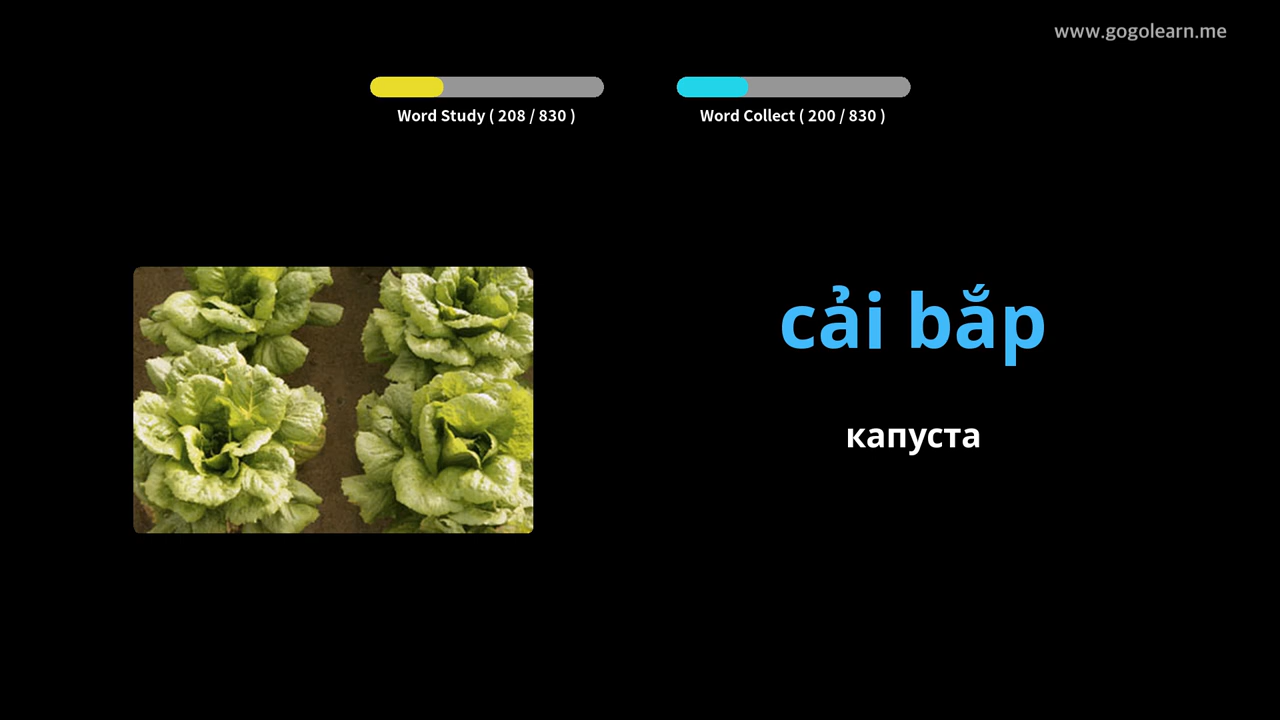 www.gogolearn.me
Word Study ( 208 / 830 )
Word Collect ( 200 / 830 )
cải bắp
капуста